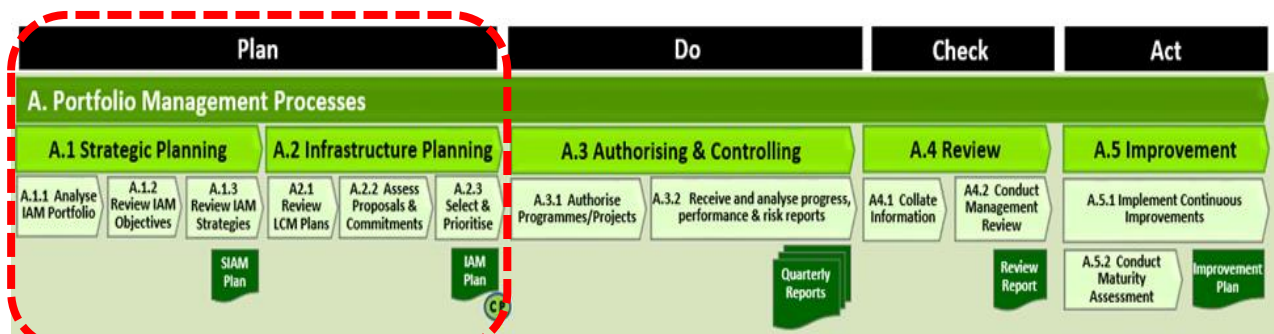 Plan
Do
Check
Act
A. Portfolio Management Processes
A.1 Strategic Planning
A.2 Infrastructure Planning
A.3 Authorising & Controlling
A.4 Review
A.5 Improvement
A.1.1 Analyse
IAM Portfolio
A.1.2
Review IAM
Objectives
A.1.3
Review IAM
Strategies
A2.1
Review
LCM Plans
A.2.2 Assess
Proposals &
Commitments
A.2.3
Select &
Prioritise
A.3.1 Authorise
Programmes/Projects
A.3.2 Receive and analyse progress,
performance & risk reports
A4.1 Collate
Information
A4.2 Conduct
Management
Review
A.5.1 Implement Continuous
Improvements
SIAM
Plan
IAM
Plan
Quarterly
Reports
Review
Report
A.5.2 Conduct
Maturity
Assessment
Improvement
Plan